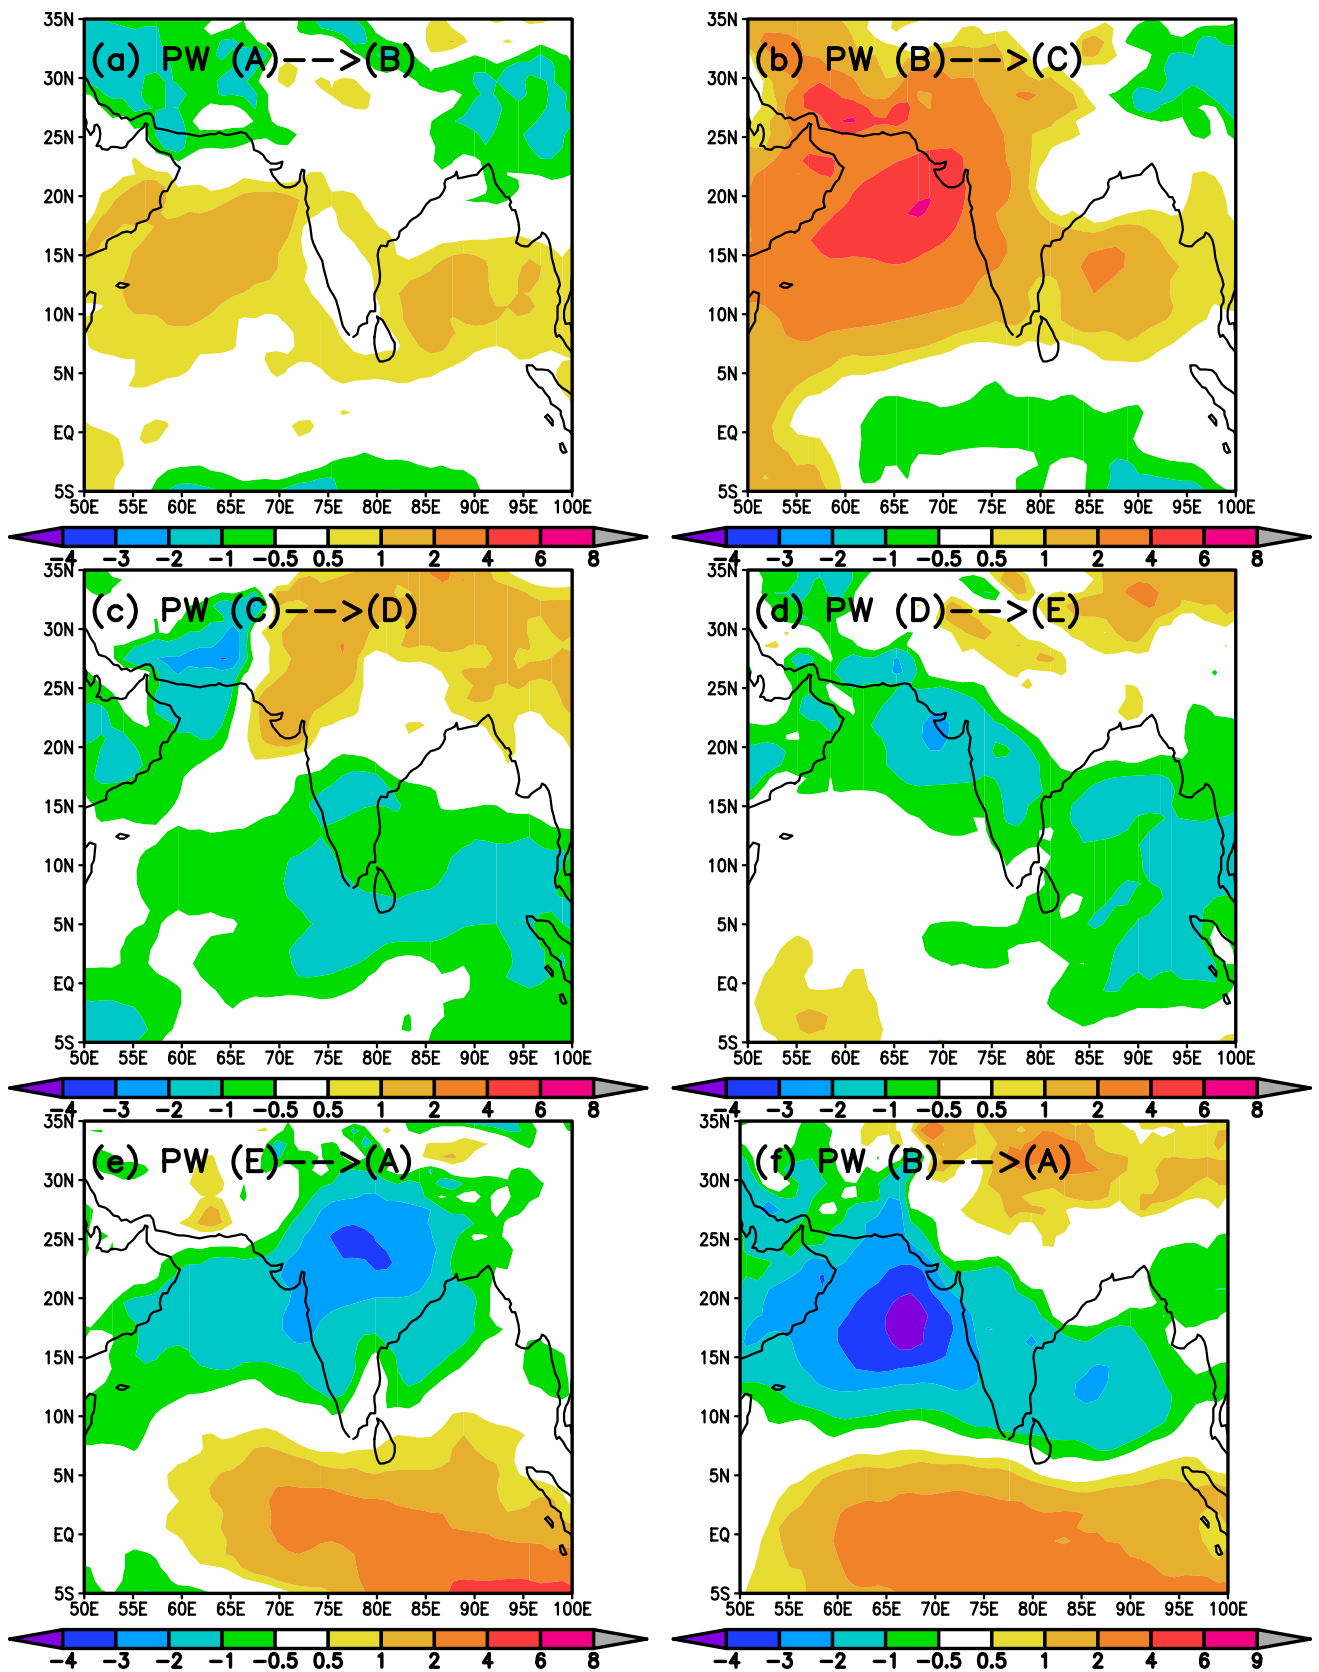 (a) PW (A)-->(B)
35N
30N
25N
20N
15N
10N
5N
EQ
5S
50E 55E 60E 65E 70E 75E 80E 85E 90E 95E 100E
-4 -3 -2 -1 -0.5 0.5 1 2 4 6 8
(b) PW (B)-->(C)
35N
30N
25N
20N
15N
10N
5N
EQ
5S
50E 55E 60E 65E 70E 75E 80E 85E 90E 95E 100E
-4 -3 -2 -1 -0.5 0.5 1 2 4 6 8
(c) PW (C)-->(D)
35N
30N
25N
20N
15N
10N
5N
EQ
5S
50E 55E 60E 65E 70E 75E 80E 85E 90E 95E 100E
-4 -3 -2 -1 -0.5 0.5 1 2 4 6 8
(d) PW (D)-->(E)
35N
30N
25N
20N
15N
10N
5N
EQ
5S
50E 55E 60E 65E 70E 75E 80E 85E 90E 95E 100E
-4 -3 -2 -1 -0.5 0.5 1 2 4 6 9
(e) PW (E)-->(A)
35N
30N
25N
20N
15N
10N
5N
EQ
5S
50E 55E 60E 65E 70E 75E 80E 85E 90E 95E 100E
-4 -3 -2 -1 -0.5 0.5 1 2 4 6 8
(f) PW (B)-->(A)
35N
30N
25N
20N
15N
10N
5N
EQ
5S
50E 55E 60E 65E 70E 75E 80E 85E 90E 95E 100E
-4 -3 -2 -1 -0.5 0.5 1 2 4 6 9